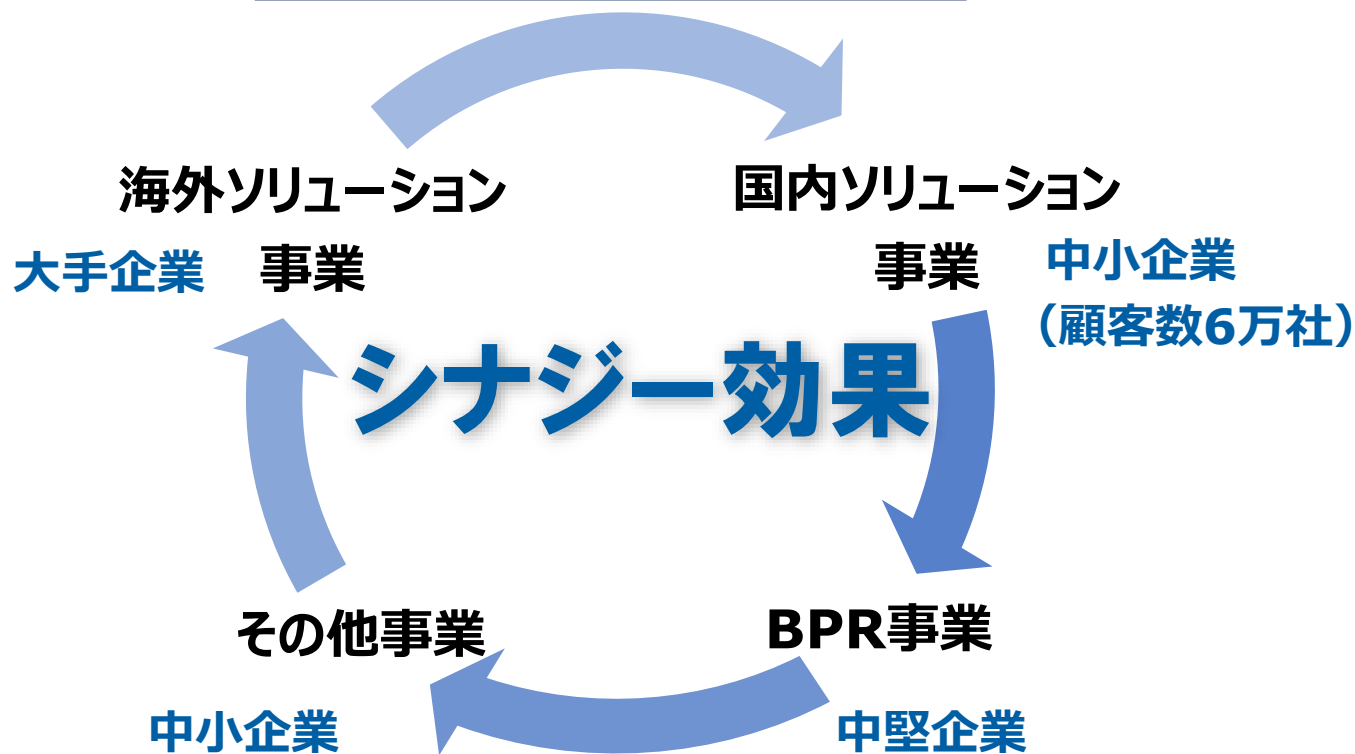 海外ソリューション
事業
大手企業
国内ソリューション
事業
中小企業
（顧客数6万社）
シナジー効果
その他事業
中小企業
BPR事業
中堅企業